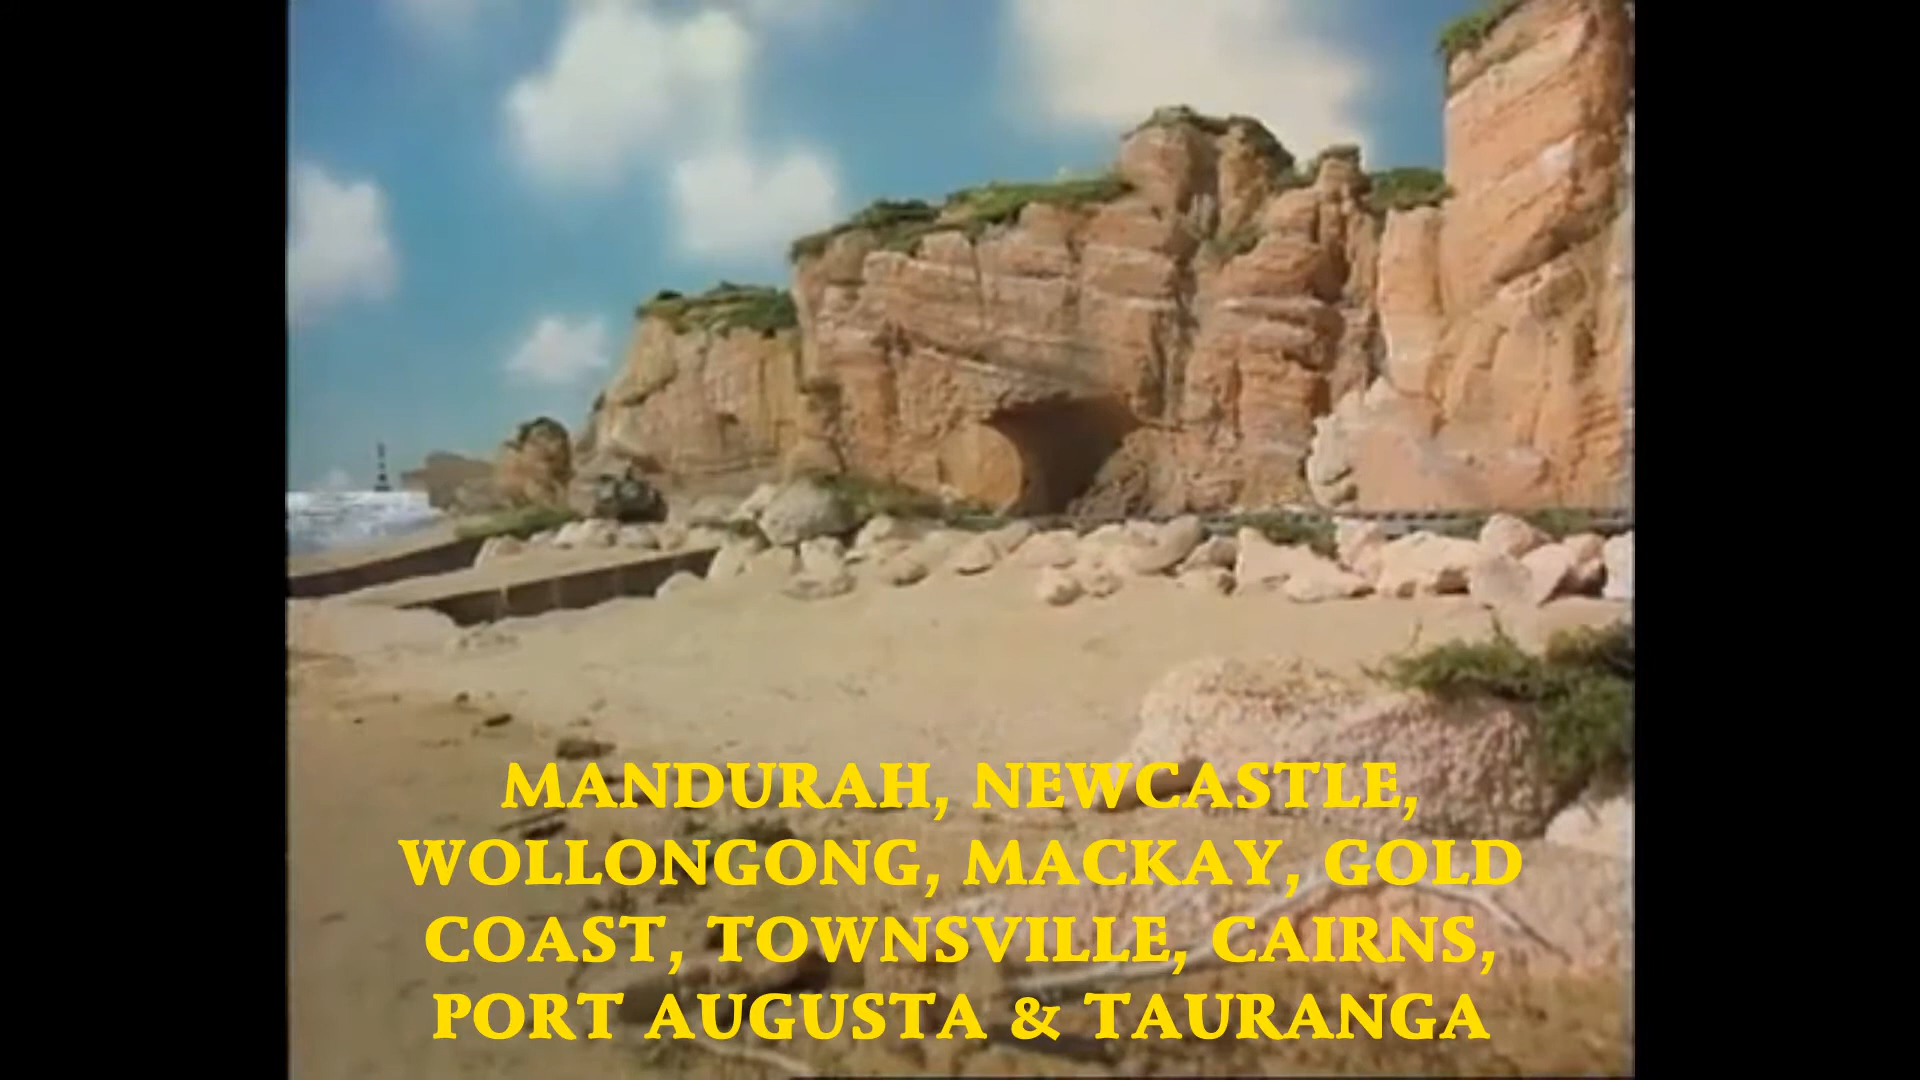 MANDURAH, NEWCASTLE,
WOLLONGONG, MACKAY, GOLD
COAST, TOWNSVILLE, CAIRNS,
PORT AUGUSTA & TAURANGA